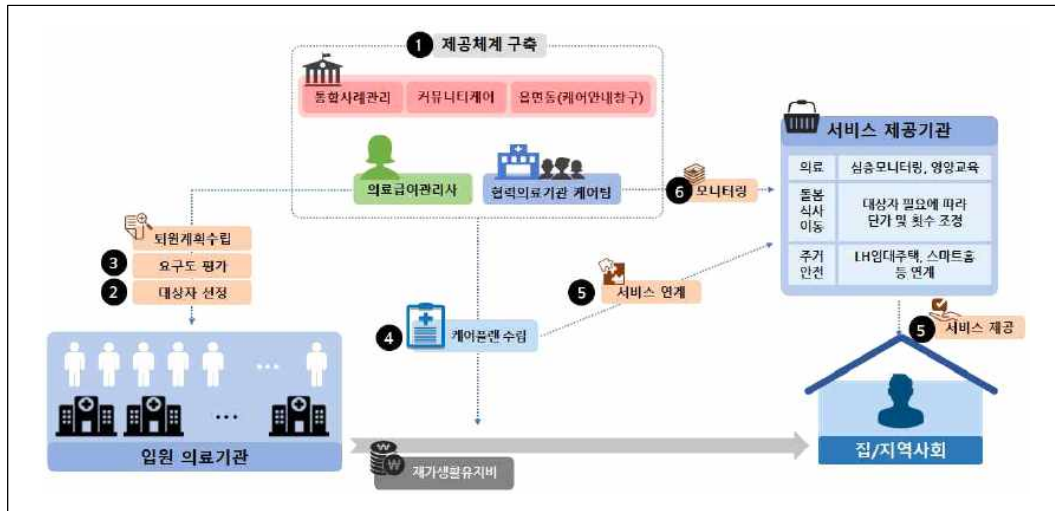 1 제공체계 구축
통합사례관리 커뮤니티케어 읍면동(케어안내창구)
의료급여관리사
협력의료기관 케어팀
6 모니터링
서비스 제공기관
의료 심층모니터링, 영양교육
돌봄
식사
이동
대상자 필요에 따라
단가 및 횟수 조정
주거
안전
LH임대주택, 스마트홈
등 연계
퇴원계획수립
3 요구도 평가
2 대상자 선정
5 서비스 연계
4 케어플랜 수립
5 서비스 제공
...
...
입원 의료기관
₩
₩
재가생활유지비
집/지역사회